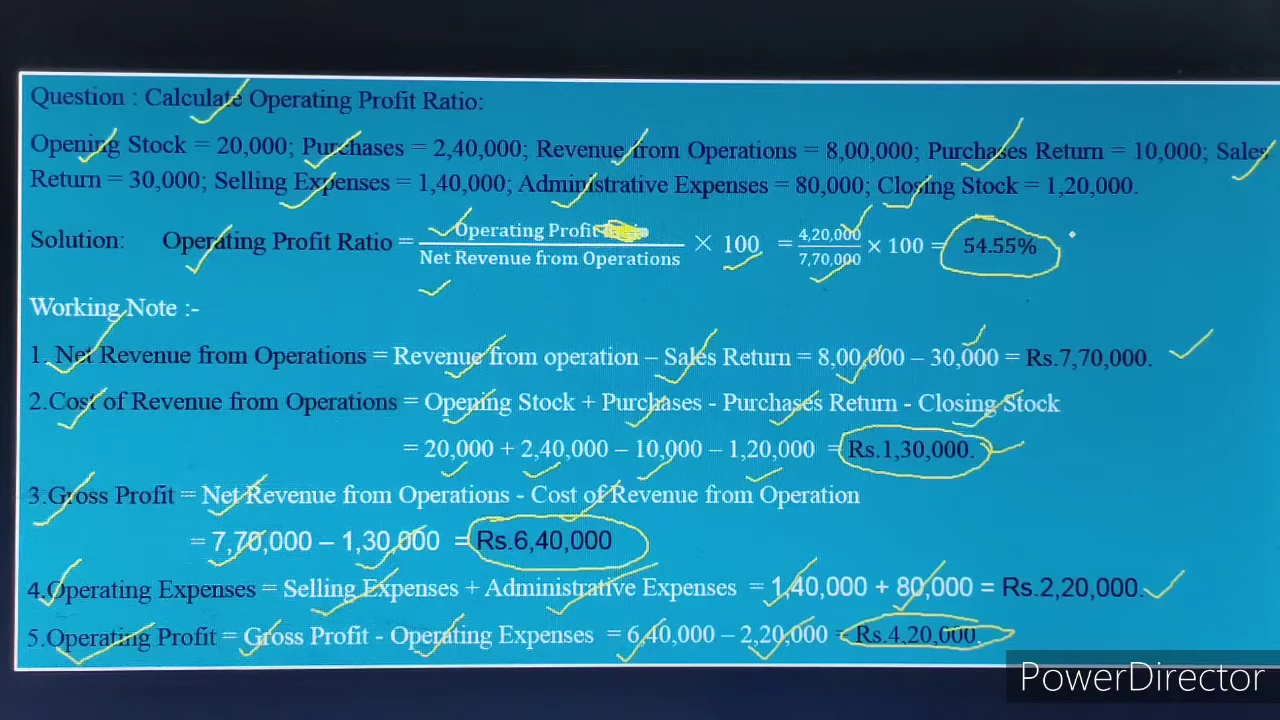 Question : Calculate Operating Profit Ratio:
Opening Stock = 20,000; Purchases = 2,40,000; Revenue from Operations = 8,00,000; Purchases Return = 10,000; Sales
Return = 30,000; Selling Expenses = 1,40,000; Administrative Expenses = 80,000; Closing Stock = 1,20,000.
Solution: Operating Profit Ratio = Operating Profit / Net Revenue from Operations × 100 = 4,20,000 / 7,70,000 × 100 = 54.55%
Working Note :-
1. Net Revenue from Operations = Revenue from operation – Sales Return = 8,00,000 – 30,000 = Rs.7,70,000.
2.Cost of Revenue from Operations = Opening Stock + Purchases - Purchases Return - Closing Stock
= 20,000 + 2,40,000 – 10,000 – 1,20,000 = Rs.1,30,000.
3.Gross Profit = Net Revenue from Operations - Cost of Revenue from Operation
= 7,70,000 – 1,30,000 = Rs.6,40,000
4.Operating Expenses = Selling Expenses + Administrative Expenses = 1,40,000 + 80,000 = Rs.2,20,000.
5.Operating Profit = Gross Profit - Operating Expenses = 6,40,000 – 2,20,000 = Rs.4,20,000.
PowerDirector